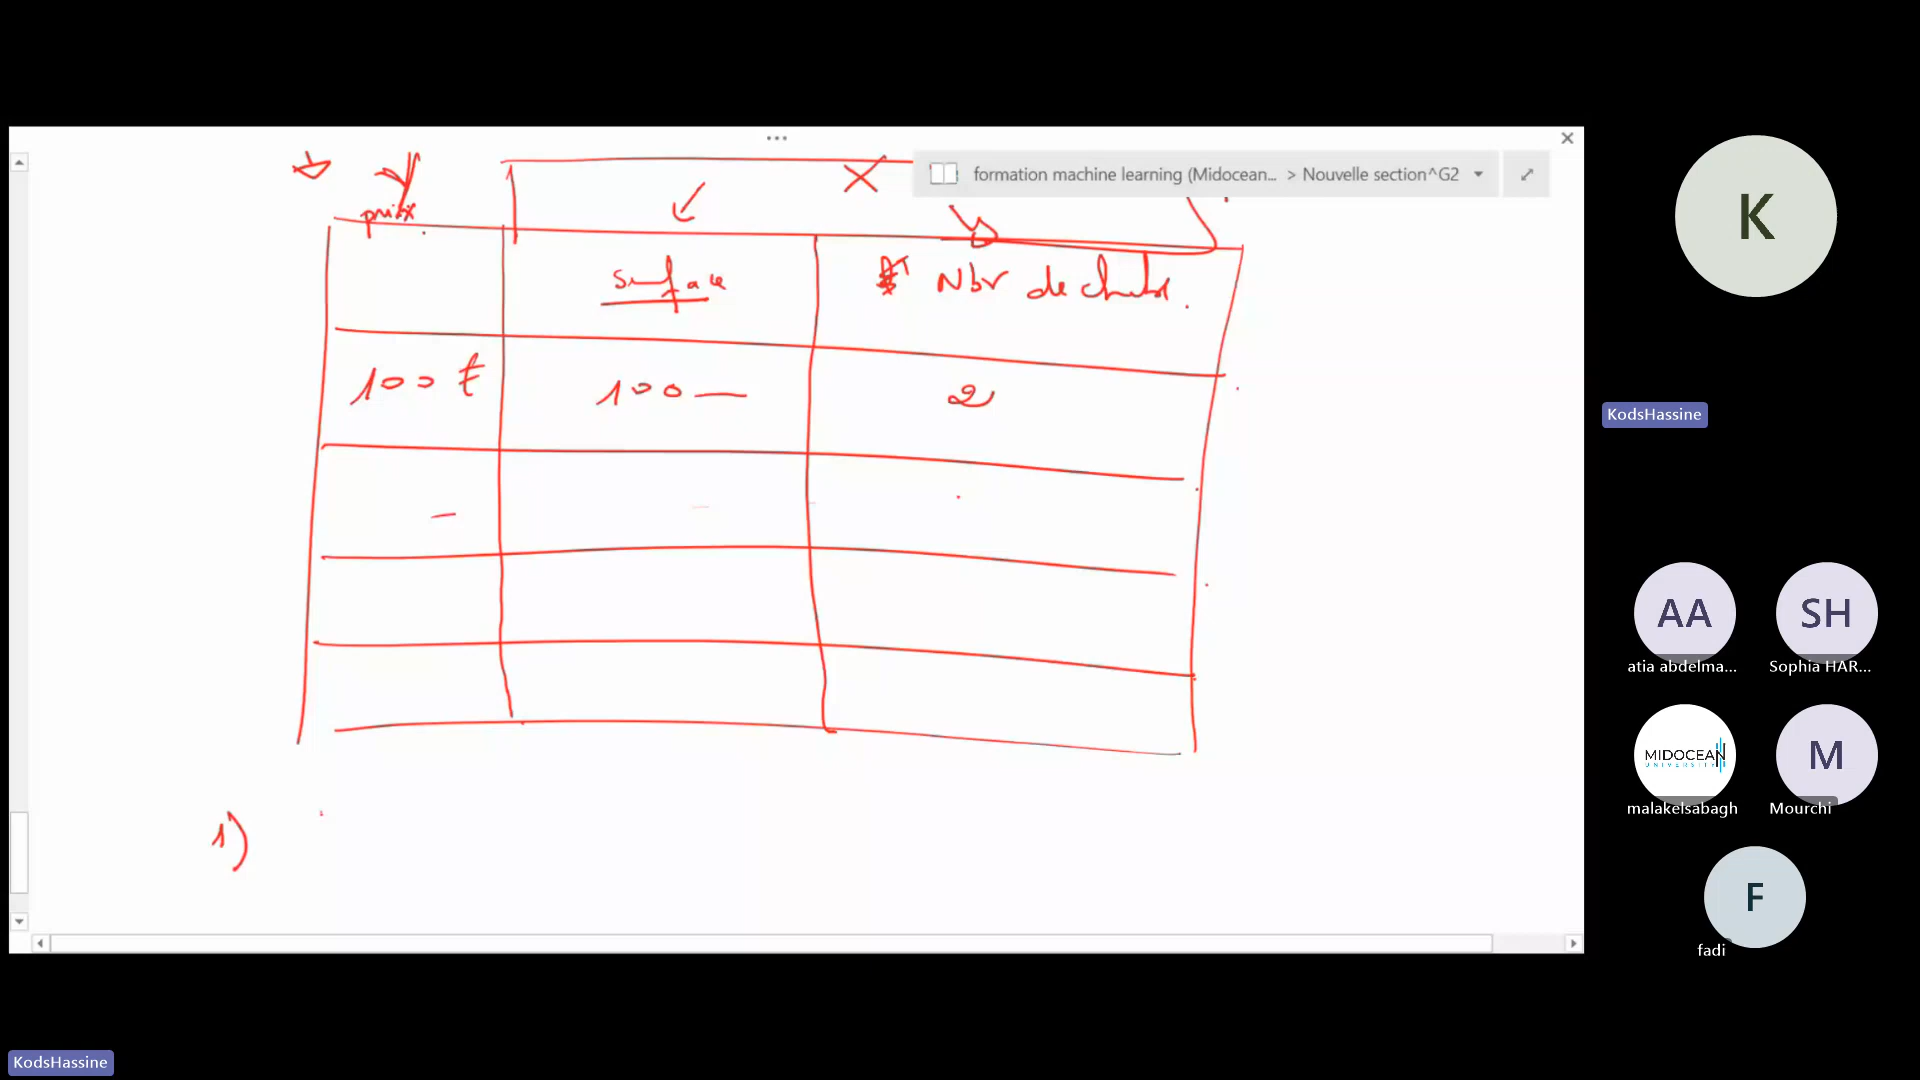 formation machine learning (Midocean... > Nouvelle section^G2
y
X
prix
surface
Nbr de
100 €
100
2
1)
K
KodsHassine
AA
SH
atia abdelma...
Sophia HAR...
MIDOCEAN
UNIVERSITY
M
malakelsabagh
Mourchi
F
fadi
KodsHassine